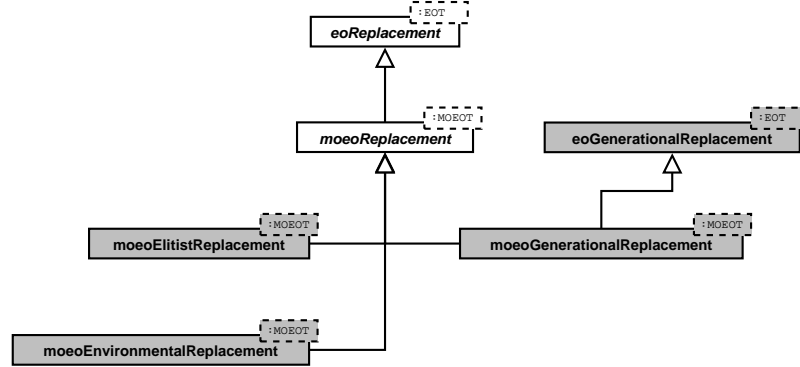 :EOT
eoReplacement
:MOEOT
moeoReplacement
:EOT
eoGenerationalReplacement
:MOEOT
moeoElitistReplacement
:MOEOT
moeoGenerationalReplacement
:MOEOT
moeoEnvironmentalReplacement